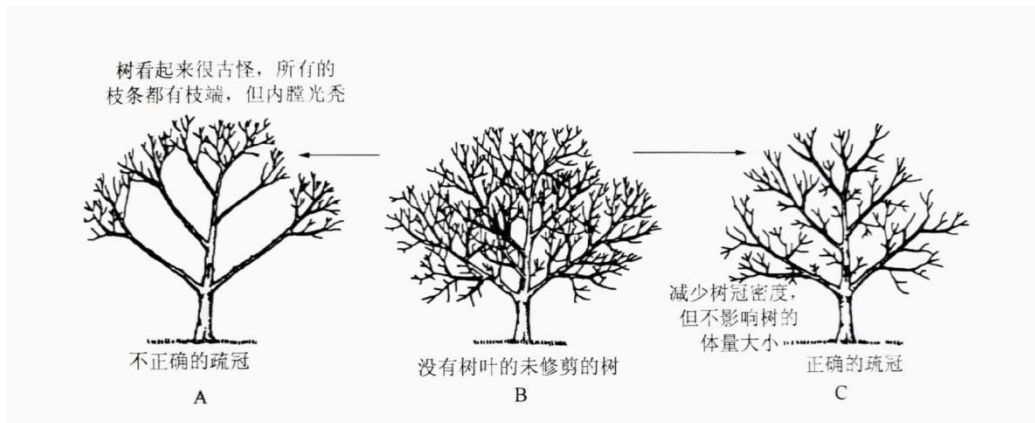 树看起来很古怪，所有的
枝条都有枝端，但内膛光秃
减少树冠密度，
但不影响树的
体量大小
不正确的疏冠
没有树叶的未修剪的树
正确的疏冠
A
B
C